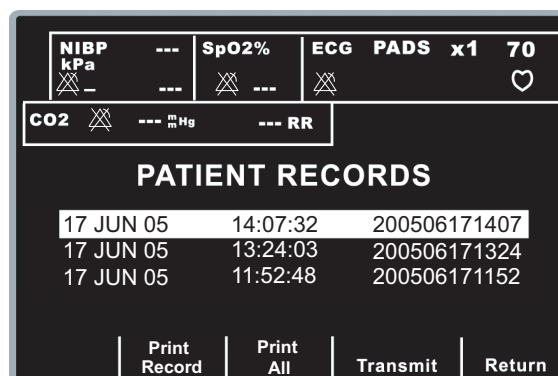 NIBP --- SpO2% ECG PADS x1 70
kPa
– --- ---
CO2 --- mmHg --- RR
PATIENT RECORDS
17 JUN 05 14:07:32 200506171407
17 JUN 05 13:24:03 200506171324
17 JUN 05 11:52:48 200506171152
Print Record Print All Transmit Return